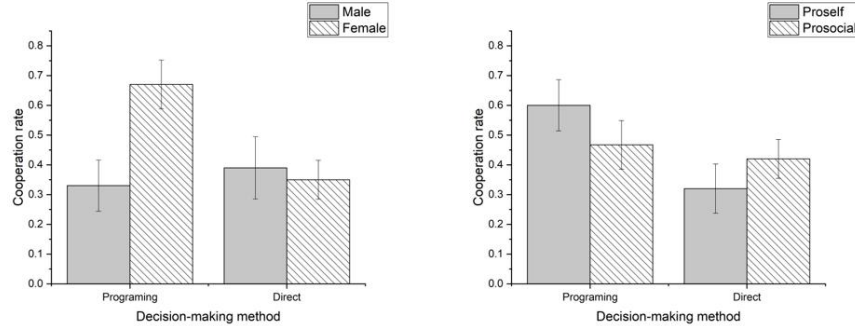 Male
Female
0.8
0.7
0.6
0.5
0.4
0.3
0.2
0.1
0.0
Cooperation rate
Programing
Direct
Decision-making method
Proself
Prosocial
0.8
0.7
0.6
0.5
0.4
0.3
0.2
0.1
0.0
Cooperation rate
Programing
Direct
Decision-making method